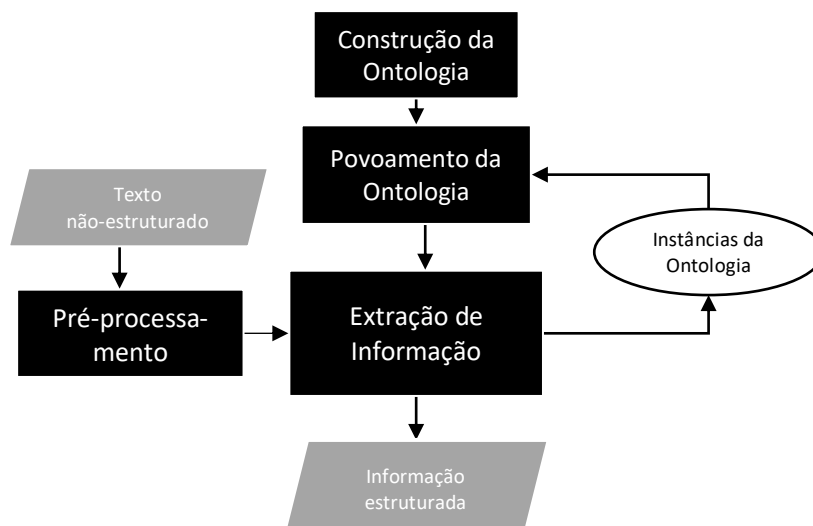 Construção da
Ontologia
Povoamento da
Ontologia
Texto
não-estruturado
Instâncias da
Ontologia
Pré-processa-
mento
Extração de
Informação
Informação
estruturada